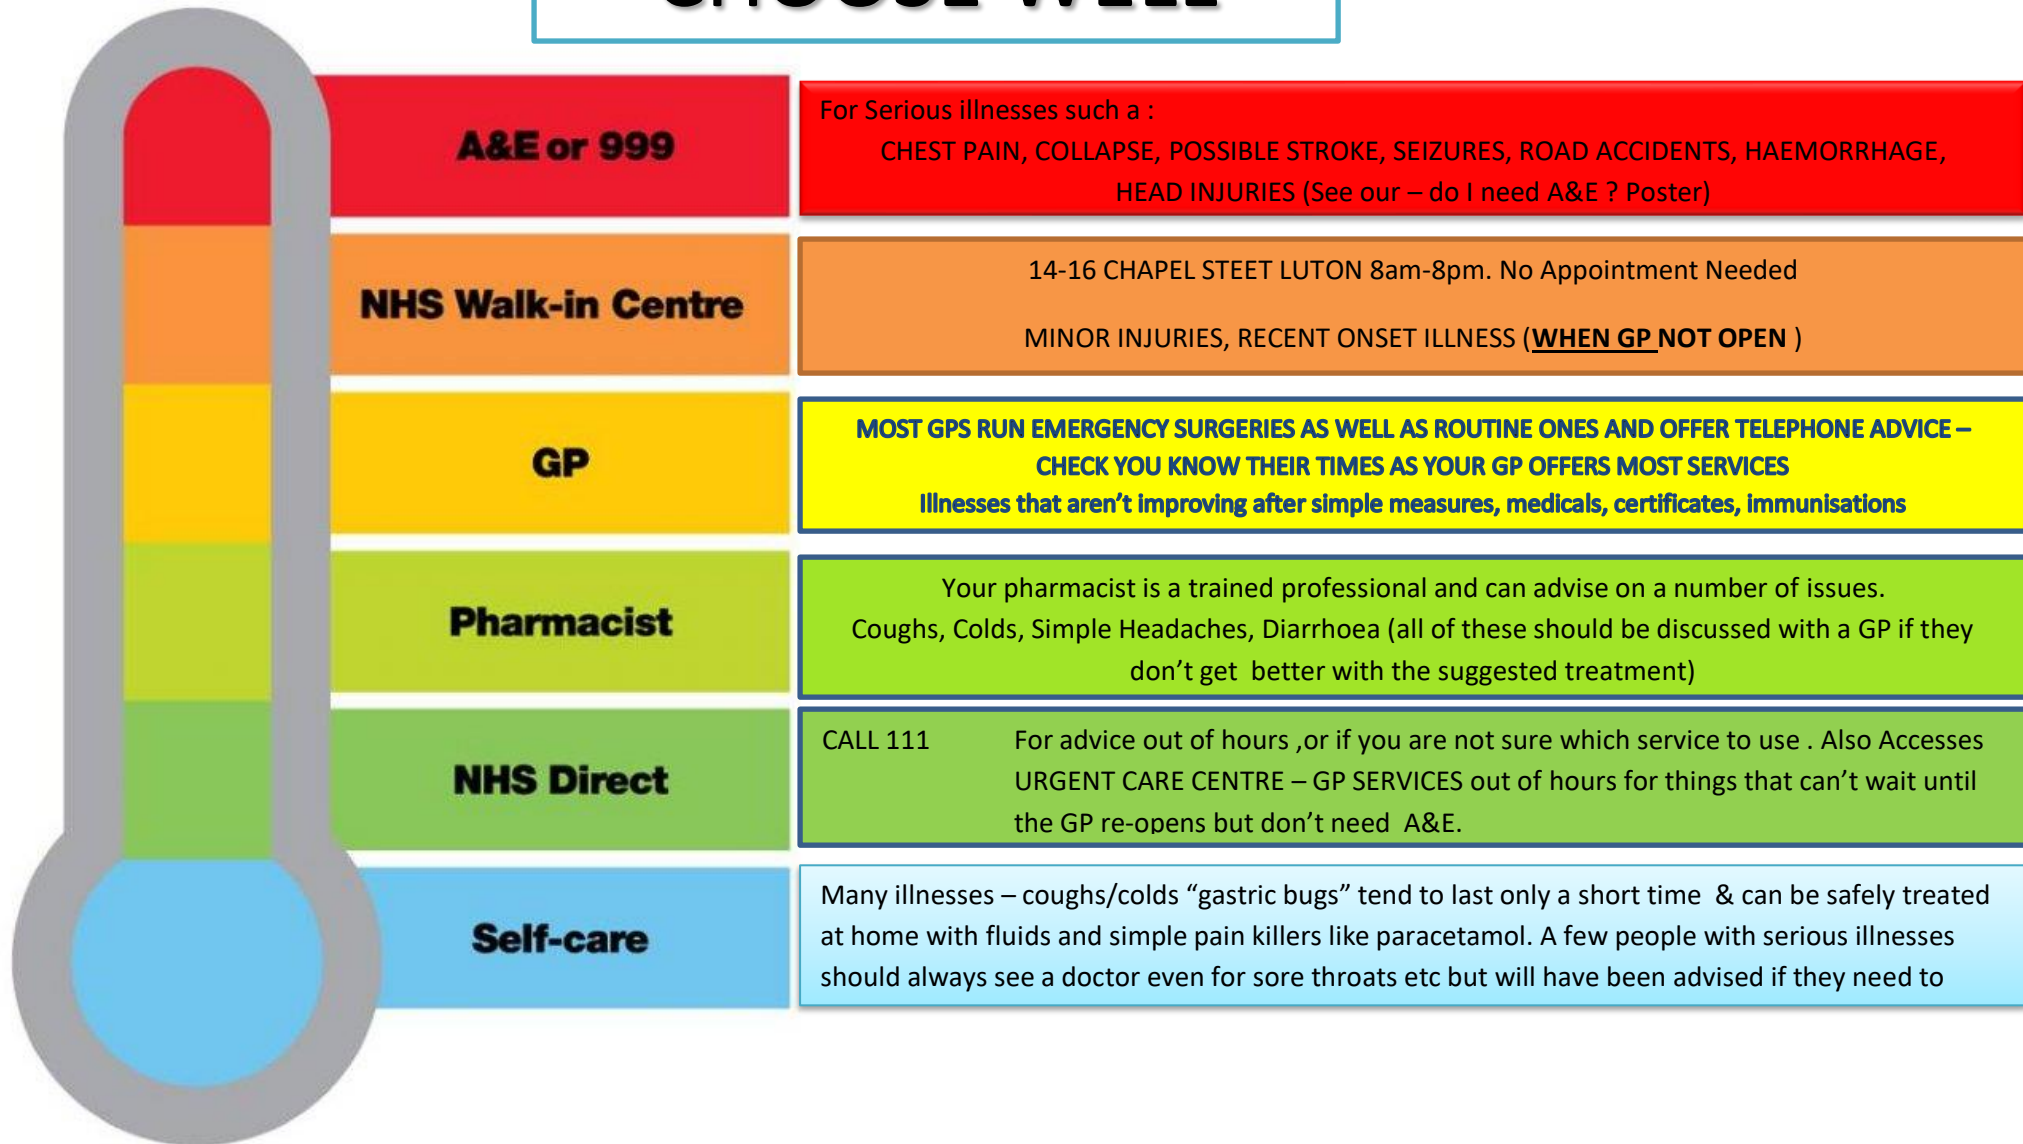 CHOOSE WELL
A&E or 999
For Serious illnesses such a :
CHEST PAIN, COLLAPSE, POSSIBLE STROKE, SEIZURES, ROAD ACCIDENTS, HAEMORRHAGE,
HEAD INJURIES (See our – do I need A&E ? Poster)
NHS Walk-in Centre
14-16 CHAPEL STEET LUTON 8am-8pm. No Appointment Needed
MINOR INJURIES, RECENT ONSET ILLNESS (WHEN GP NOT OPEN )
GP
MOST GPS RUN EMERGENCY SURGERIES AS WELL AS ROUTINE ONES AND OFFER TELEPHONE ADVICE –
CHECK YOU KNOW THEIR TIMES AS YOUR GP OFFERS MOST SERVICES
Illnesses that aren’t improving after simple measures, medicals, certificates, immunisations
Pharmacist
Your pharmacist is a trained professional and can advise on a number of issues.
Coughs, Colds, Simple Headaches, Diarrhoea (all of these should be discussed with a GP if they
don’t get better with the suggested treatment)
NHS Direct
CALL 111 For advice out of hours ,or if you are not sure which service to use . Also Accesses
URGENT CARE CENTRE – GP SERVICES out of hours for things that can’t wait until
the GP re-opens but don’t need A&E.
Self-care
Many illnesses – coughs/colds “gastric bugs” tend to last only a short time & can be safely treated
at home with fluids and simple pain killers like paracetamol. A few people with serious illnesses
should always see a doctor even for sore throats etc but will have been advised if they need to